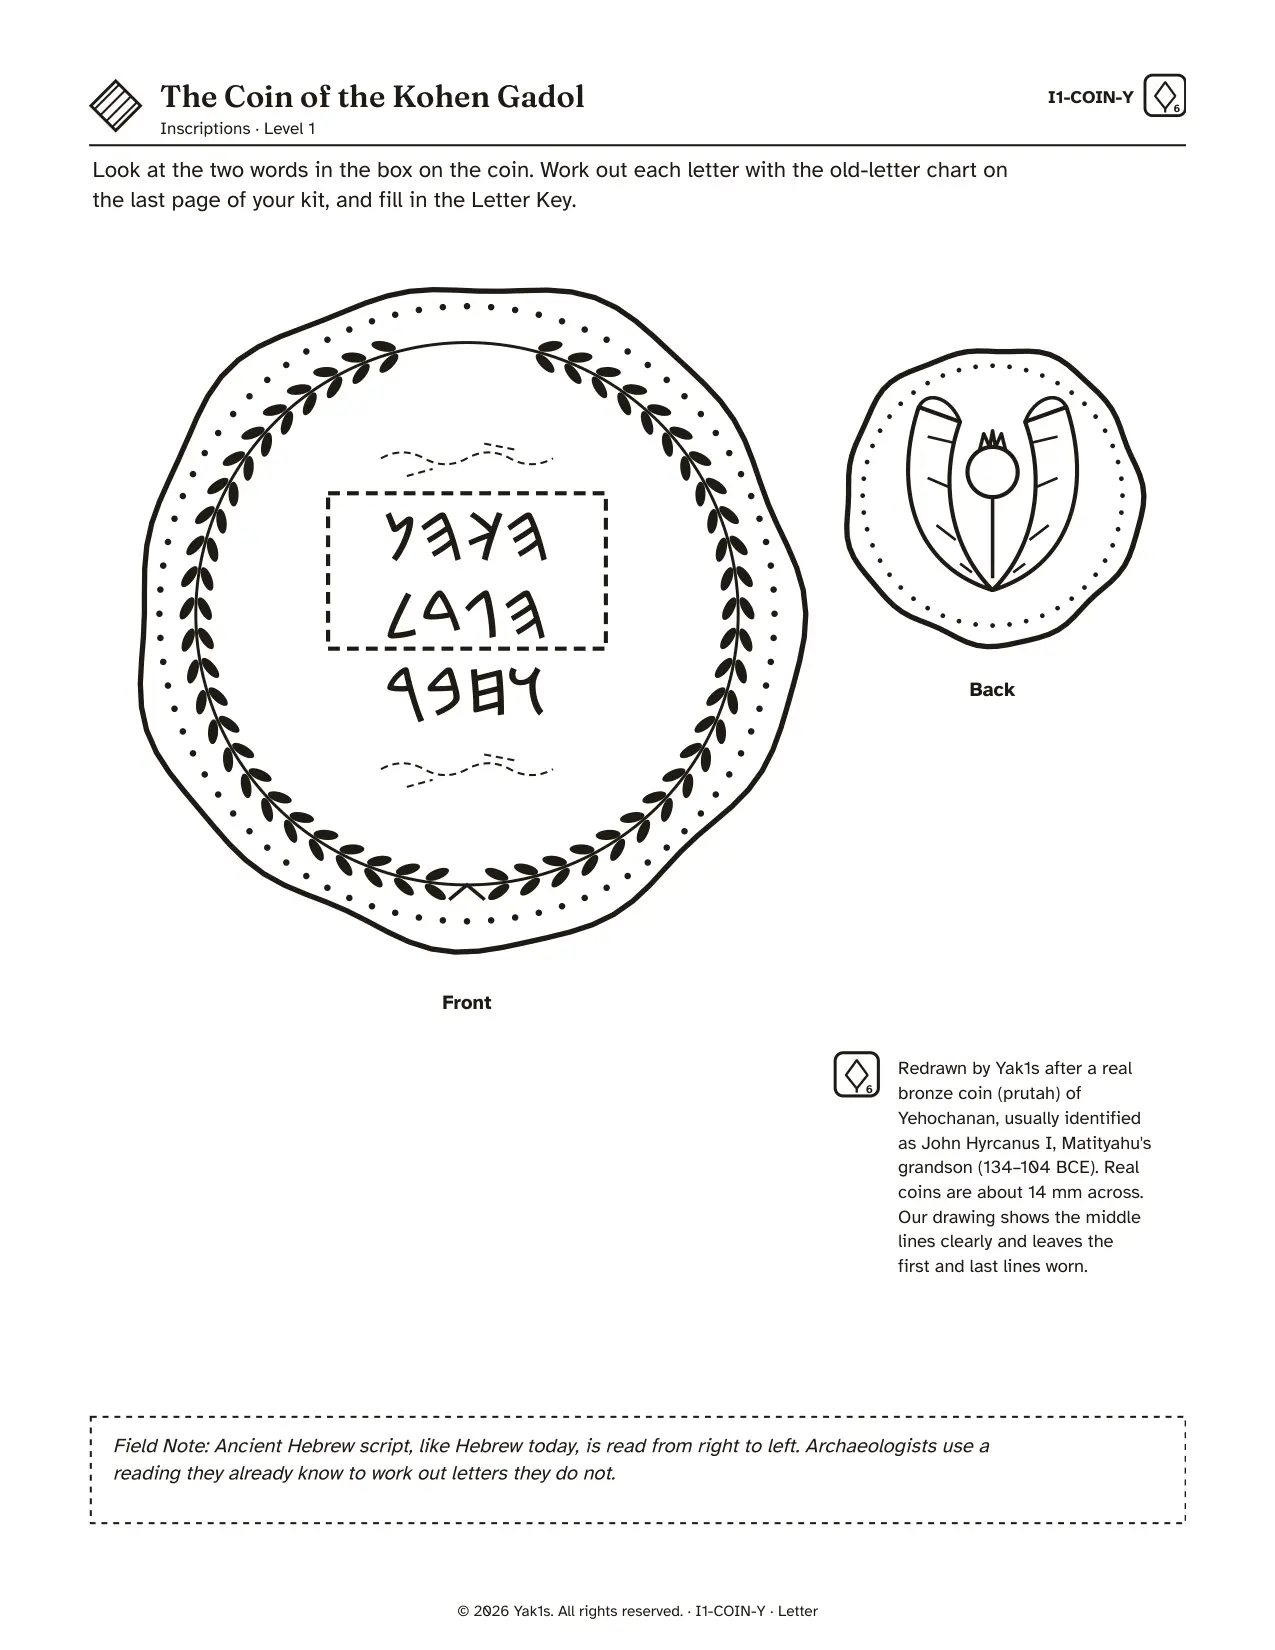 The Coin of the Kohen Gadol
Inscriptions · Level 1
I1-COIN-Y
6
Look at the two words in the box on the coin. Work out each letter with the old-letter chart on
the last page of your kit, and fill in the Letter Key.
𐤄𐤊𐤄𐤍
𐤄𐤂𐤃𐤋
𐤅𐤇𐤁𐤓
Front
Back
6
Redrawn by Yak1s after a real
bronze coin (prutah) of
Yehochanan, usually identified
as John Hyrcanus I, Matityahu's
grandson (134–104 BCE). Real
coins are about 14 mm across.
Our drawing shows the middle
lines clearly and leaves the
first and last lines worn.
Field Note: Ancient Hebrew script, like Hebrew today, is read from right to left. Archaeologists use a
reading they already know to work out letters they do not.
© 2026 Yak1s. All rights reserved. · I1-COIN-Y · Letter